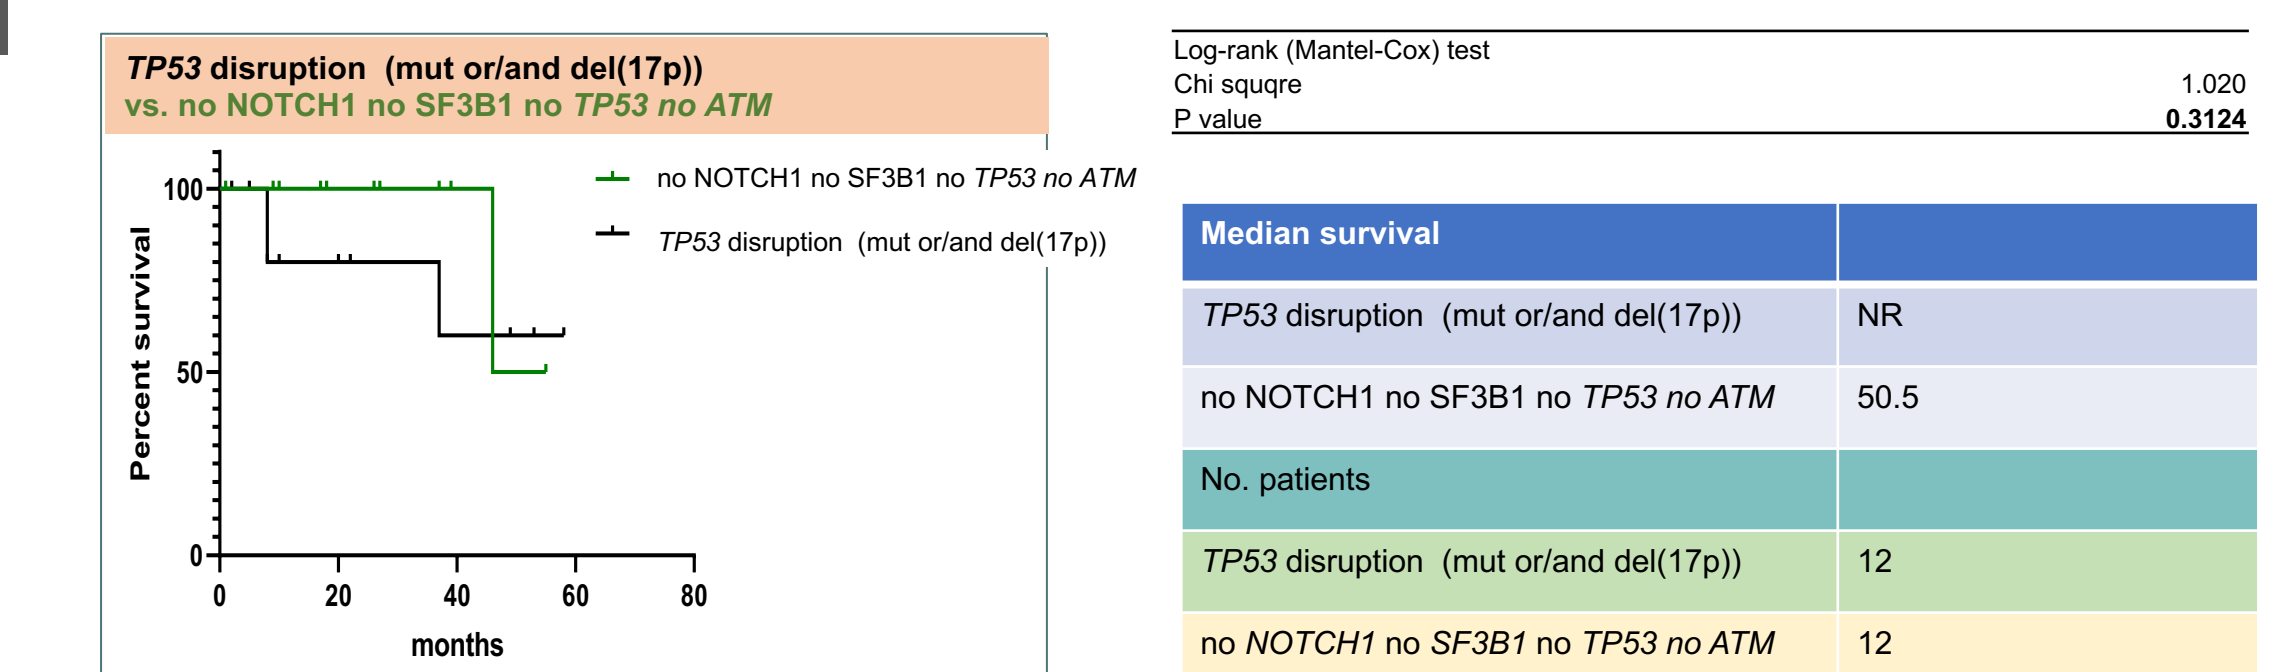 TP53 disruption  (mut or/and del(17p))
vs. no NOTCH1 no SF3B1 no TP53 no ATM
Percent survival
100
50
0
0 20 40 60 80
months
no NOTCH1 no SF3B1 no TP53 no ATM
TP53 disruption  (mut or/and del(17p))
Log-rank (Mantel-Cox) test
Chi squqre 1.020
P value 0.3124
Median survival
TP53 disruption  (mut or/and del(17p)) NR
no NOTCH1 no SF3B1 no TP53 no ATM 50.5
No. patients
TP53 disruption  (mut or/and del(17p)) 12
no NOTCH1 no SF3B1 no TP53 no ATM 12